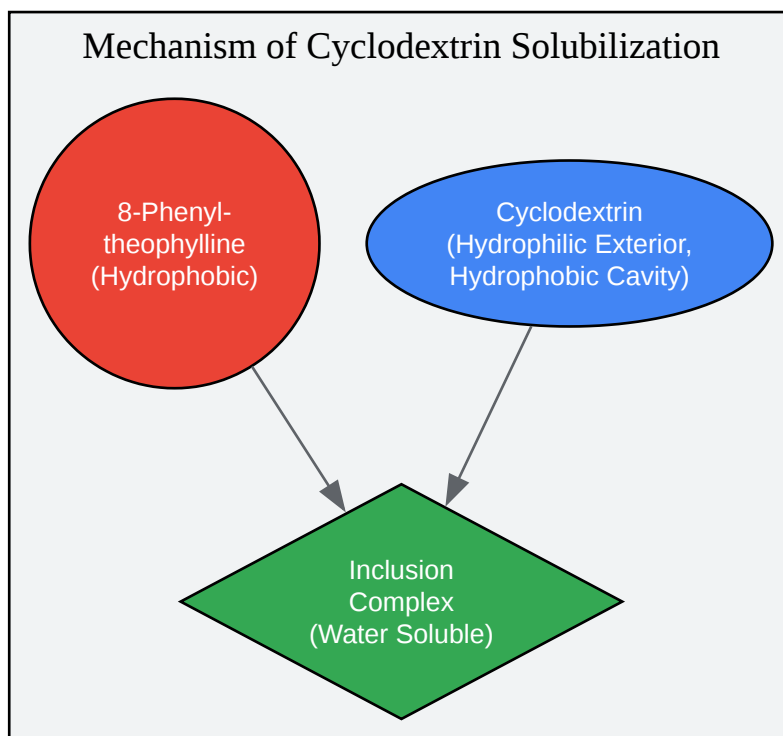 Mechanism of Cyclodextrin Solubilization
8-Phenyl-
theophylline
(Hydrophobic)
Cyclodextrin
(Hydrophilic Exterior,
Hydrophobic Cavity)
Inclusion
Complex
(Water Soluble)